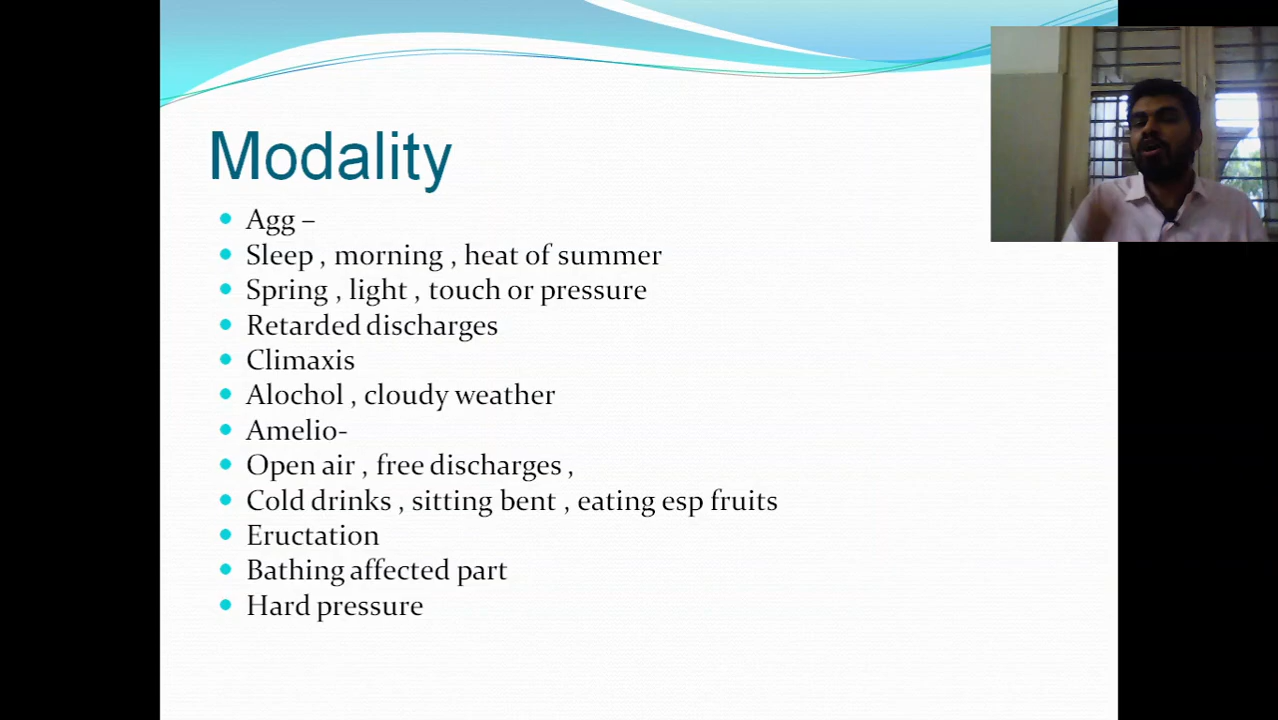 Modality
Agg –
Sleep , morning , heat of summer
Spring , light , touch or pressure
Retarded discharges
Climaxis
Alochol , cloudy weather
Amelio-
Open air , free discharges ,
Cold drinks , sitting bent , eating esp fruits
Eructation
Bathing affected part
Hard pressure